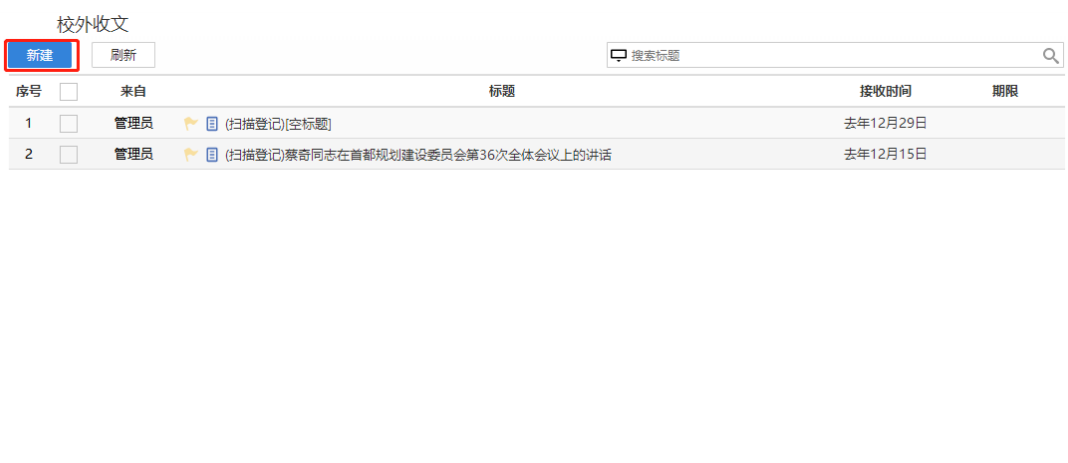 校外收文
新建 刷新 搜索标题
序号 来自 标题 接收时间 期限
1 管理员 (扫描登记)[空标题] 去年12月29日
2 管理员 (扫描登记)蔡奇同志在首都规划建设委员会第36次全体会议上的讲话 去年12月15日